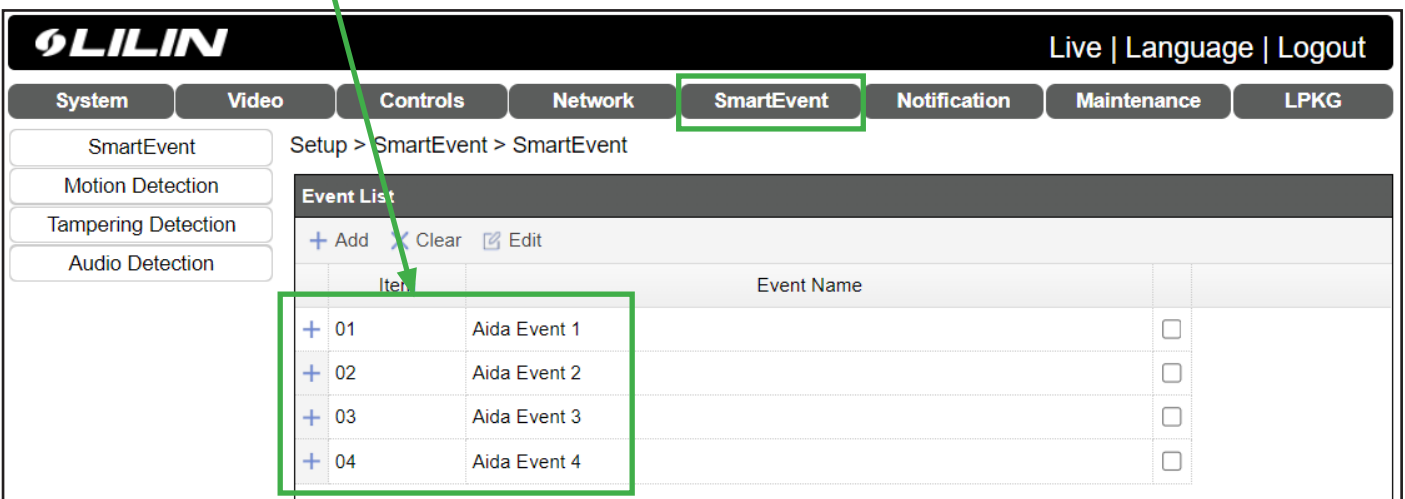 LILIN
Live | Language | Logout
System Video Controls Network SmartEvent Notification Maintenance LPKG
SmartEvent
Motion Detection
Tampering Detection
Audio Detection
Setup > SmartEvent > SmartEvent
Event List
Add Clear Edit
Item Event Name
01 Aida Event 1
02 Aida Event 2
03 Aida Event 3
04 Aida Event 4